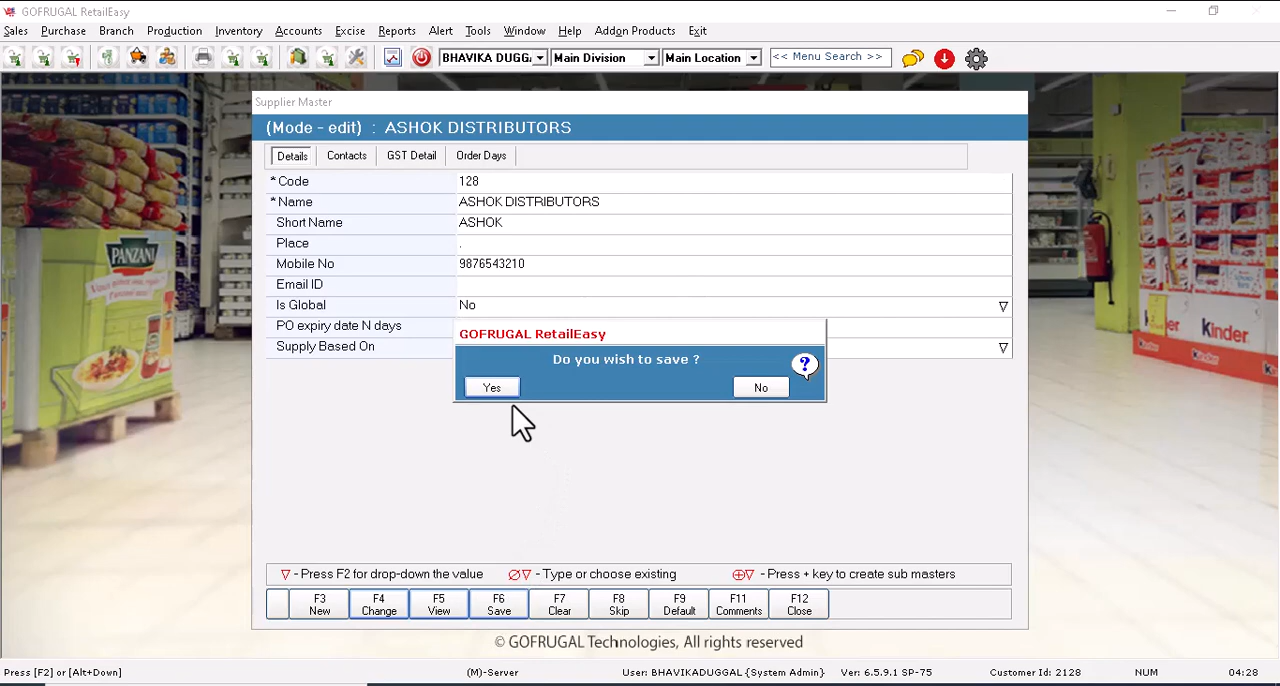 GOFRUGAL RetailEasy
Sales Purchase Branch Production Inventory Accounts Excise Reports Alert Tools Window Help Addon Products Exit
BHAVIKA DUGG Main Division Main Location << Menu Search >>
Supplier Master
(Mode - edit) : ASHOK DISTRIBUTORS
Details Contacts GST Detail Order Days
* Code 128
* Name ASHOK DISTRIBUTORS
Short Name ASHOK
Place .
Mobile No 9876543210
Email ID
Is Global No
PO expiry date N days
Supply Based On
GOFRUGAL RetailEasy
Do you wish to save ?
?
Yes No
PANZANI
Kinder
▽ - Press F2 for drop-down the value ∅▽ - Type or choose existing ⊕▽ - Press + key to create sub masters
F3 F4 F5 F6 F7 F8 F9 F11 F12
New Change View Save Clear Skip Default Comments Close
© GOFRUGAL Technologies, All rights reserved
Press [F2] or [Alt+Down] (M)-Server User: BHAVIKADUGGAL {System Admin} Ver: 6.5.9.1 SP-75 Customer Id: 2128 NUM 04:28